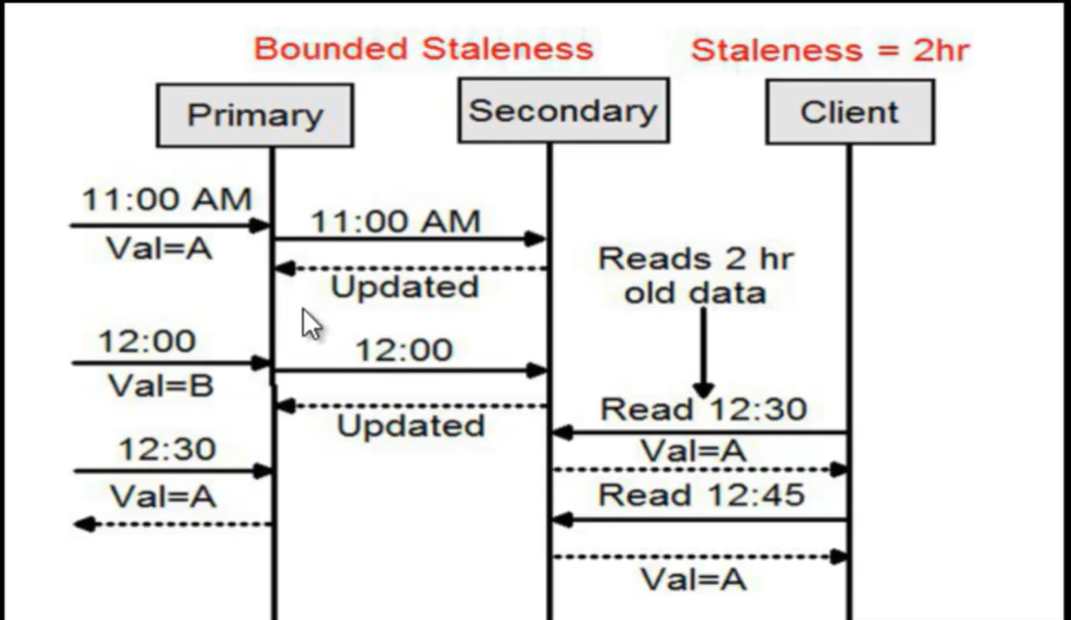 Bounded Staleness
Staleness = 2hr
Primary
Secondary
Client
11:00 AM
Val=A
11:00 AM
Updated
Reads 2 hr
old data
12:00
Val=B
12:00
Updated
Read 12:30
Val=A
12:30
Val=A
Read 12:45
Val=A